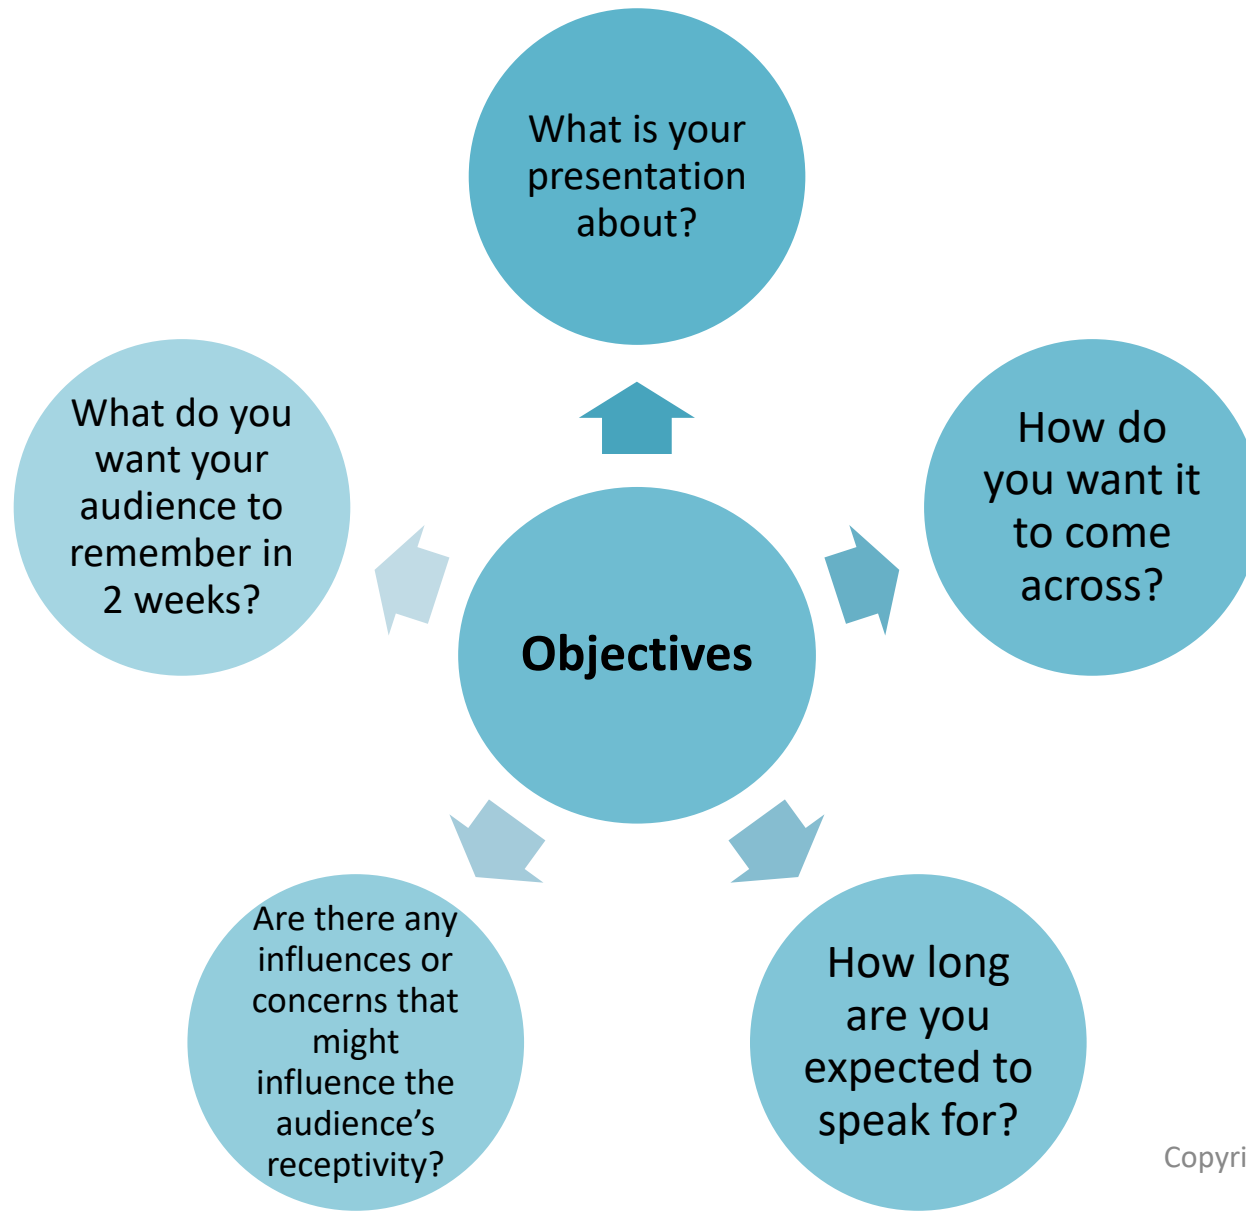 What is your
presentation
about?
What do you
want your
audience to
remember in
2 weeks?
How do
you want it
to come
across?
Objectives
Are there any
influences or
concerns that
might
influence the
audience’s
receptivity?
How long
are you
expected to
speak for?
Copyri